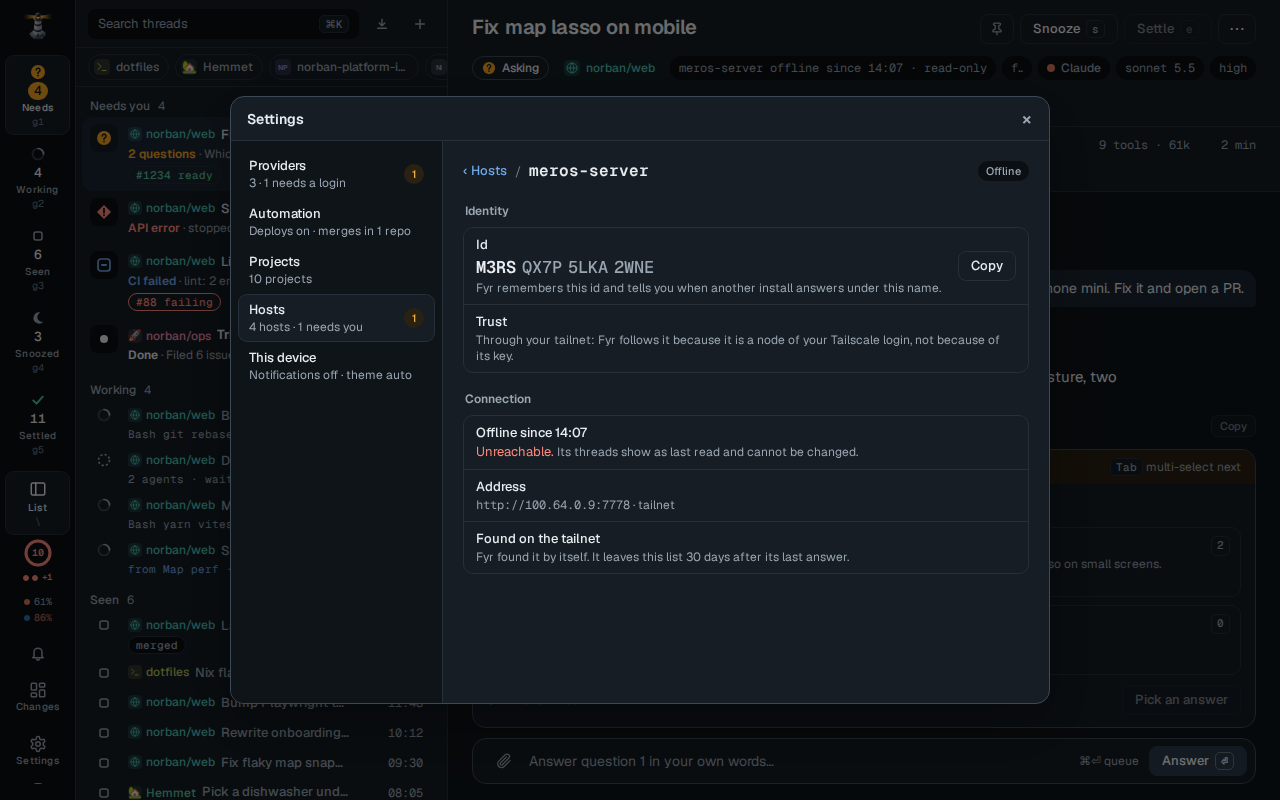 Search threads ⌘K
4
Needs
g1
4
Working
g2
6
Seen
g3
3
Snoozed
g4
11
Settled
g5
List
\
10
+1
61%
86%
Changes
Settings
dotfiles Hemmet NP norban-platform-i…
Needs you 4
norban/web
2 questions
#1234 ready
norban/web
API error · stopped
norban/web
CI failed · lint: 2
#88 failing
norban/ops
Done · Filed 6
Working 4
norban/web
Bash git rebase
norban/web
2 agents · wait
norban/web
Bash yarn
norban/web
from Map perf
Seen 6
norban/web
merged
dotfiles Nix
norban/web
norban/web Rewrite onboarding… 10:12
norban/web Fix flaky map snap… 09:30
Hemmet Pick a dishwasher und… 08:05
Fix map lasso on mobile
Snooze s Settle e ···
Asking norban/web meros-server offline since 14:07 · read-only f… Claude sonnet 5.5 high
9 tools · 61k 2 min
Fix it and open a PR.
two
Copy
Tab multi-select next
2
so on small screens.
0
Pick an answer
Answer question 1 in your own words…
⌘⏎ queue Answer ⏎
Settings ×
Providers
3 · 1 needs a login
1
Automation
Deploys on · merges in 1 repo
Projects
10 projects
Hosts
4 hosts · 1 needs you
1
This device
Notifications off · theme auto
‹ Hosts / meros-server Offline
Identity
Id
M3RS QX7P 5LKA 2WNE
Copy
Fyr remembers this id and tells you when another install answers under this name.
Trust
Through your tailnet: Fyr follows it because it is a node of your Tailscale login, not because of
its key.
Connection
Offline since 14:07
Unreachable. Its threads show as last read and cannot be changed.
Address
http://100.64.0.9:7778 · tailnet
Found on the tailnet
Fyr found it by itself. It leaves this list 30 days after its last answer.